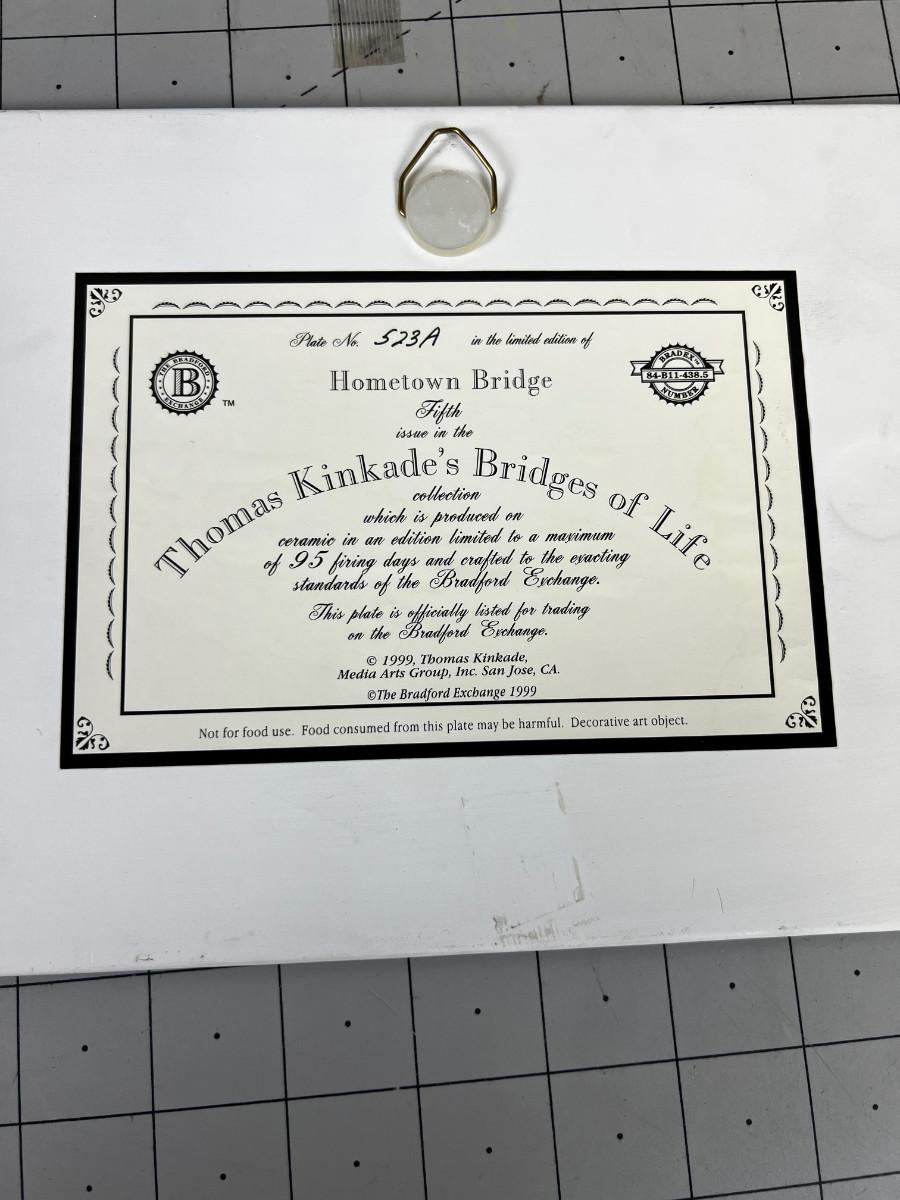 Plate No. 523A in the limited edition of
THE BRADFORD
B
EXCHANGE
TM
BRADEX™
84-B11-438.5
NUMBER
Hometown Bridge
Fifth
issue in the
Thomas Kinkade's Bridges of Life
collection
which is produced on
ceramic in an edition limited to a maximum
of 95 firing days and crafted to the exacting
standards of the Bradford Exchange.
This plate is officially listed for trading
on the Bradford Exchange.
© 1999, Thomas Kinkade,
Media Arts Group, Inc. San Jose, CA.
©The Bradford Exchange 1999
Not for food use. Food consumed from this plate may be harmful. Decorative art object.